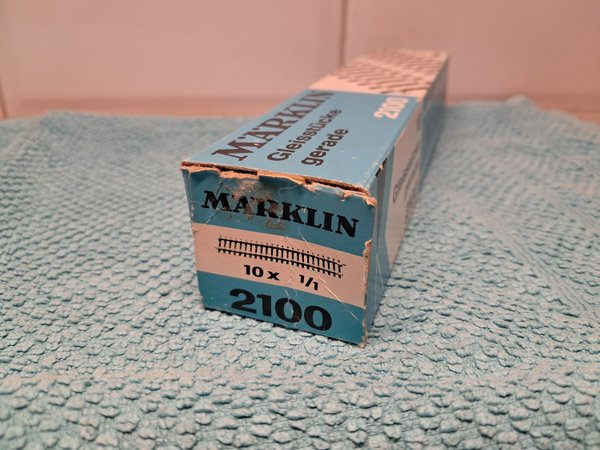 MÄRKLIN
Gleisstücke
gerade
2100
MÄRKLIN
10 x 1/1
2100